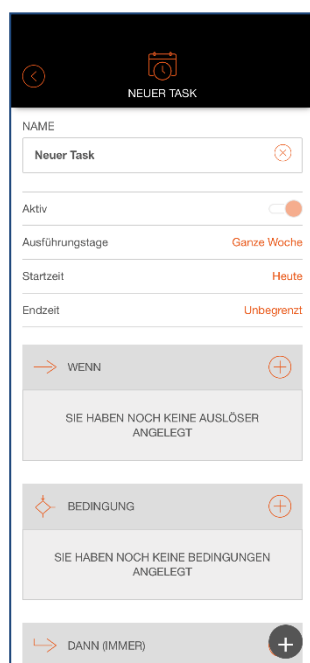 NEUER TASK
NAME
Neuer Task
Aktiv
Ausführungstage Ganze Woche
Startzeit Heute
Endzeit Unbegrenzt
WENN
SIE HABEN NOCH KEINE AUSLÖSER
ANGELEGT
BEDINGUNG
SIE HABEN NOCH KEINE BEDINGUNGEN
ANGELEGT
DANN (IMMER)